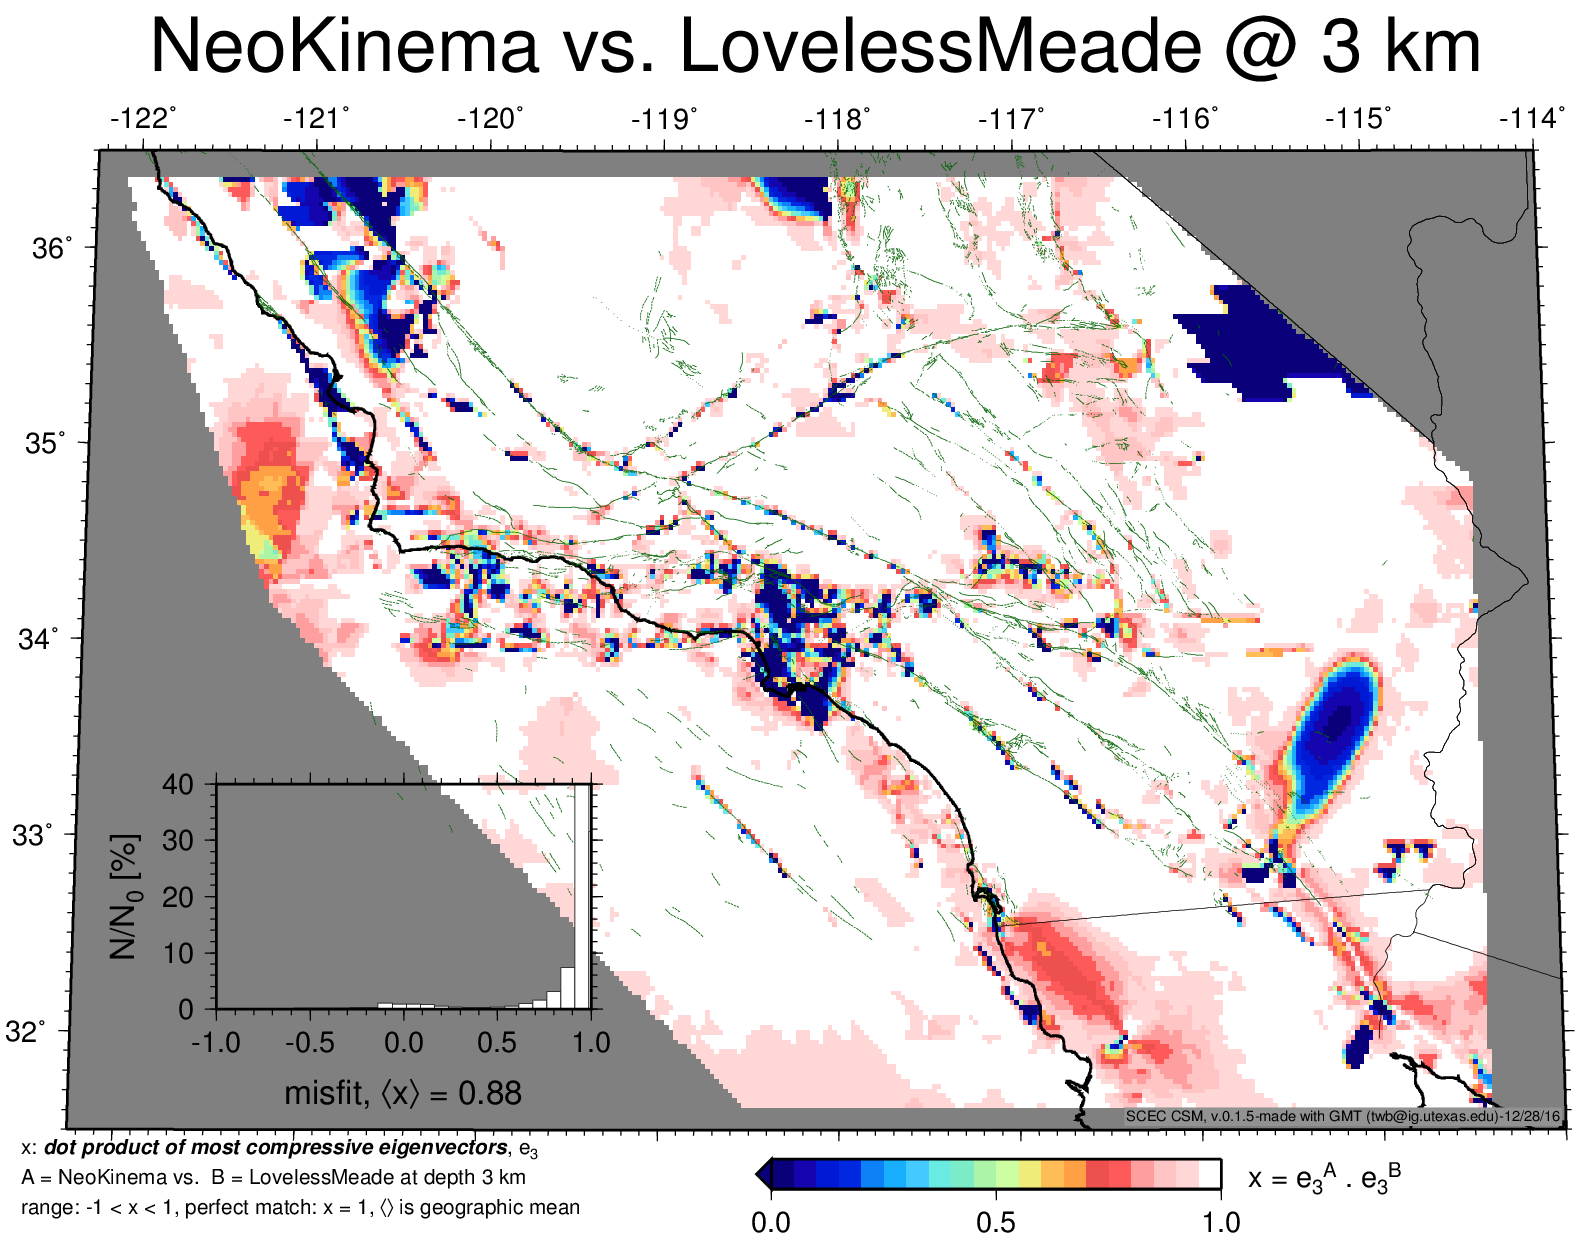 NeoKinema vs. LovelessMeade @ 3 km
-122˚ -121˚ -120˚ -119˚ -118˚ -117˚ -116˚ -115˚ -114˚
36˚
35˚
34˚
33˚
32˚
40
30
20
10
0
N/N0 [%]
-1.0 -0.5 0.0 0.5 1.0
misfit, ⟨x⟩ = 0.88
SCEC CSM, v.0.1.5-made with GMT (twb@ig.utexas.edu)-12/28/16
x: dot product of most compressive eigenvectors, e3
A = NeoKinema vs. B = LovelessMeade at depth 3 km
range: -1 < x < 1, perfect match: x = 1, ⟨⟩ is geographic mean
0.0 0.5 1.0
x = e3A . e3B